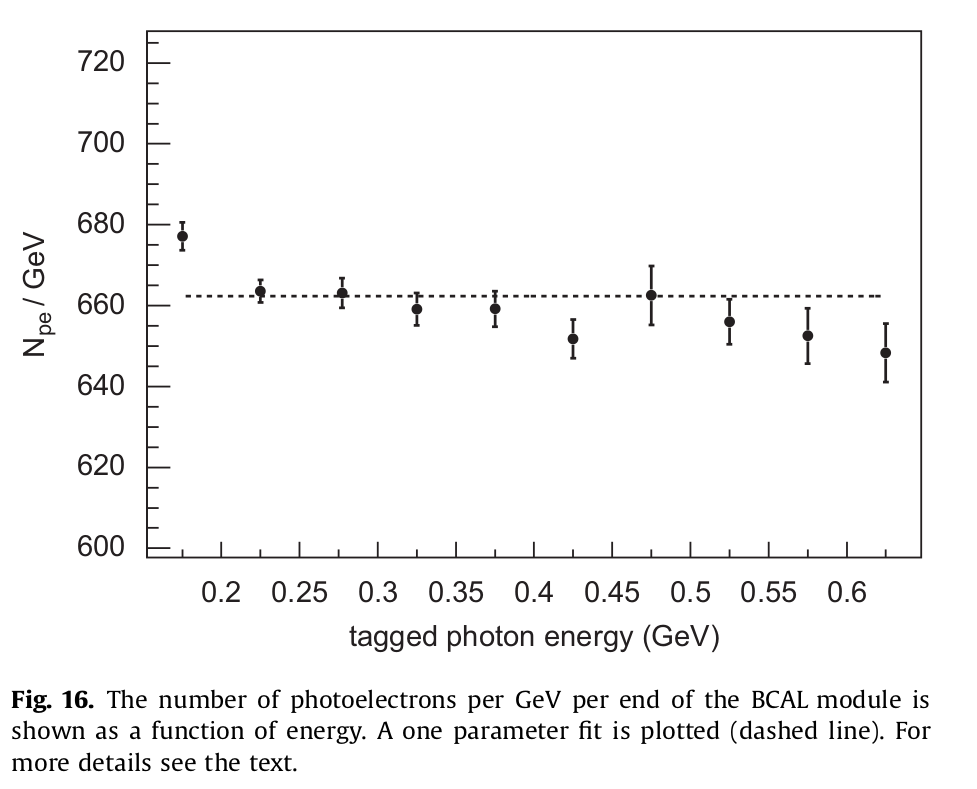 720
700
680
660
640
620
600
N_pe / GeV
0.2 0.25 0.3 0.35 0.4 0.45 0.5 0.55 0.6
tagged photon energy (GeV)
Fig. 16. The number of photoelectrons per GeV per end of the BCAL module is
shown as a function of energy. A one parameter fit is plotted (dashed line). For
more details see the text.